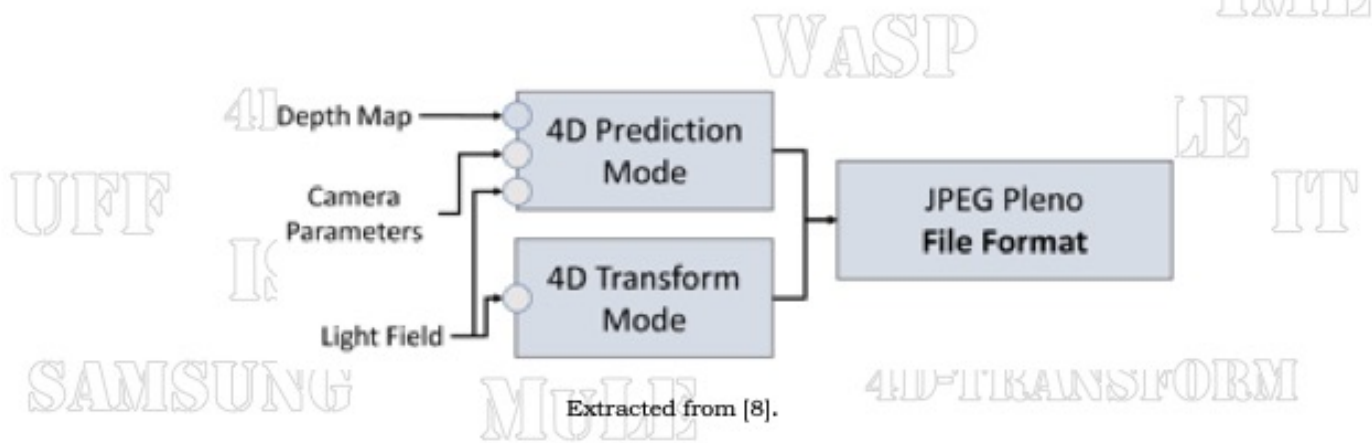 WASP
4D
Depth Map
4D Prediction
Mode
LE
UFF
Camera
Parameters
JPEG Pleno
File Format
IT
4D Transform
Mode
Light Field
SAMSUNG
MULE
4D-TRANSFORM
Extracted from [8].